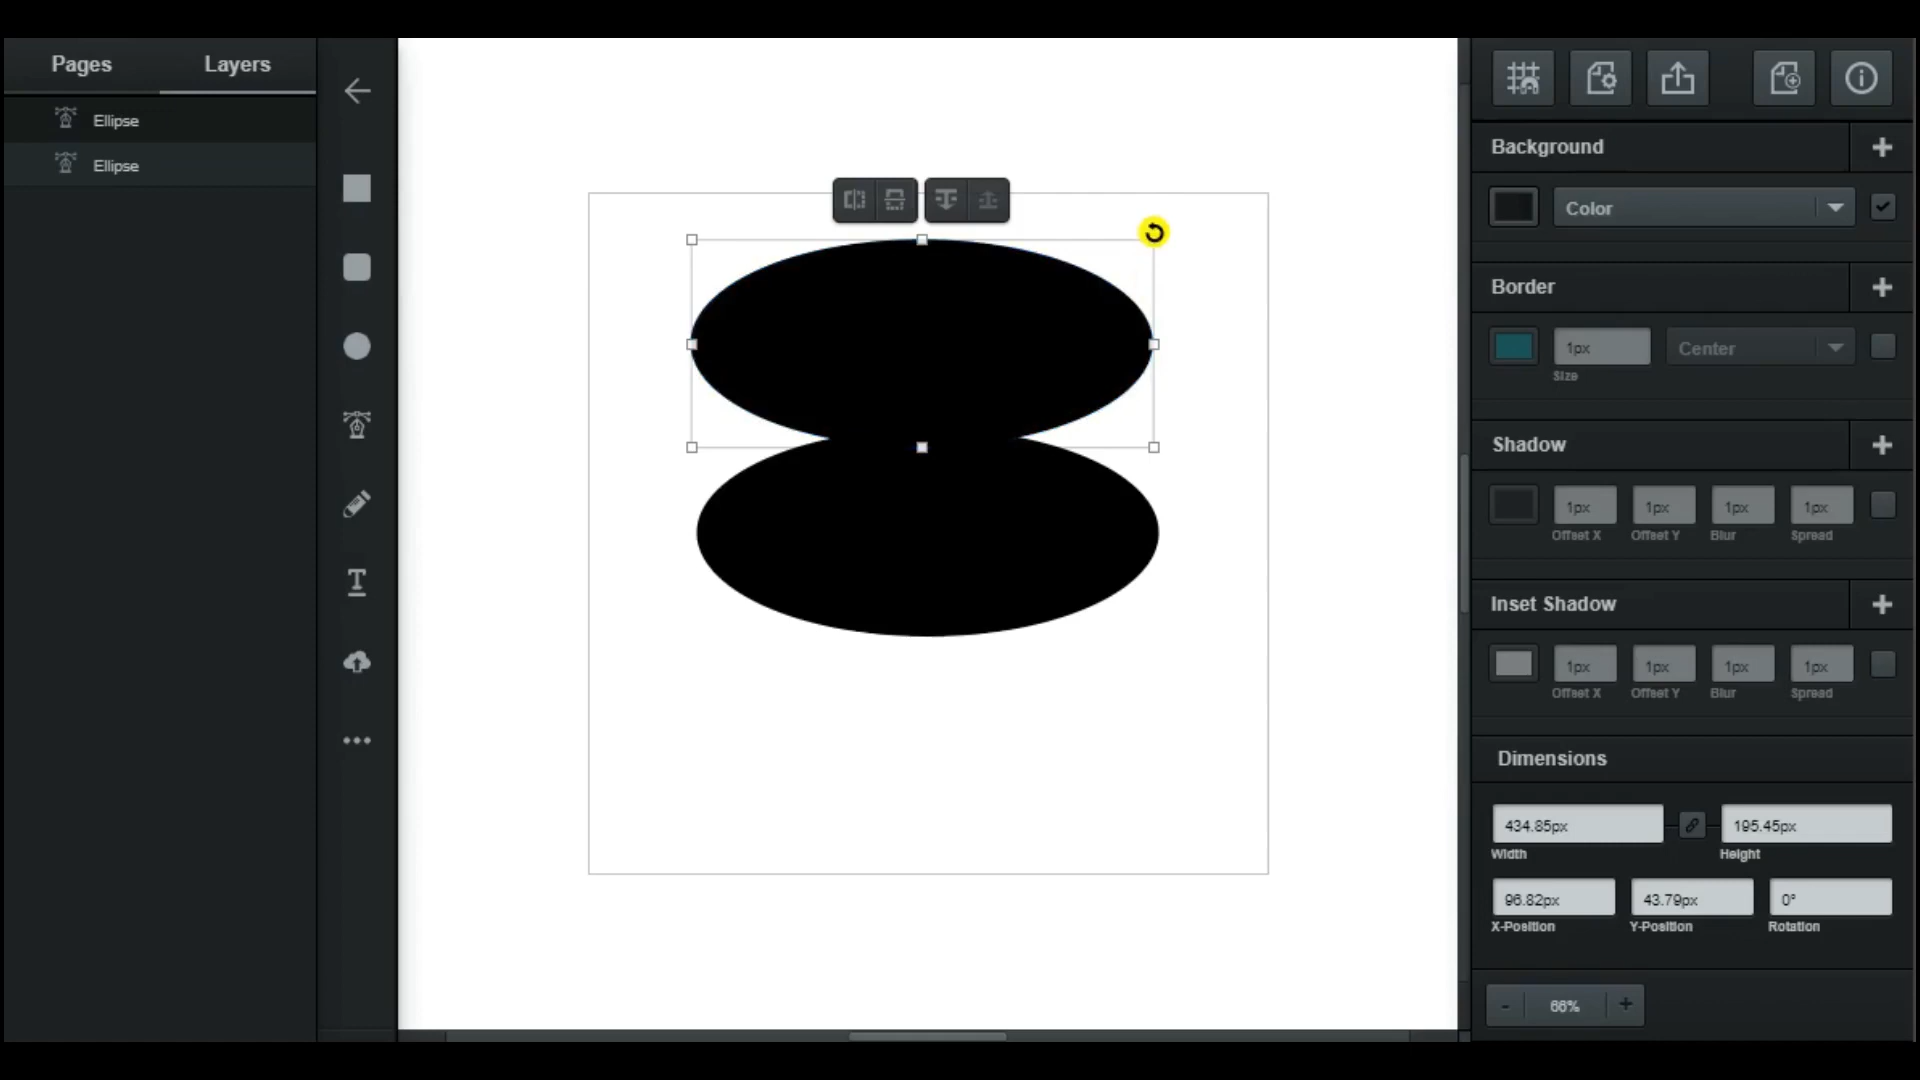 Pages Layers
Ellipse
Ellipse
Background
Color
Border
1px Center
Size
Shadow
1px 1px 1px 1px
Offset X Offset Y Blur Spread
Inset Shadow
1px 1px 1px 1px
Offset X Offset Y Blur Spread
Dimensions
434.85px 195.45px
Width Height
96.82px 43.79px 0°
X-Position Y-Position Rotation
- 66% +